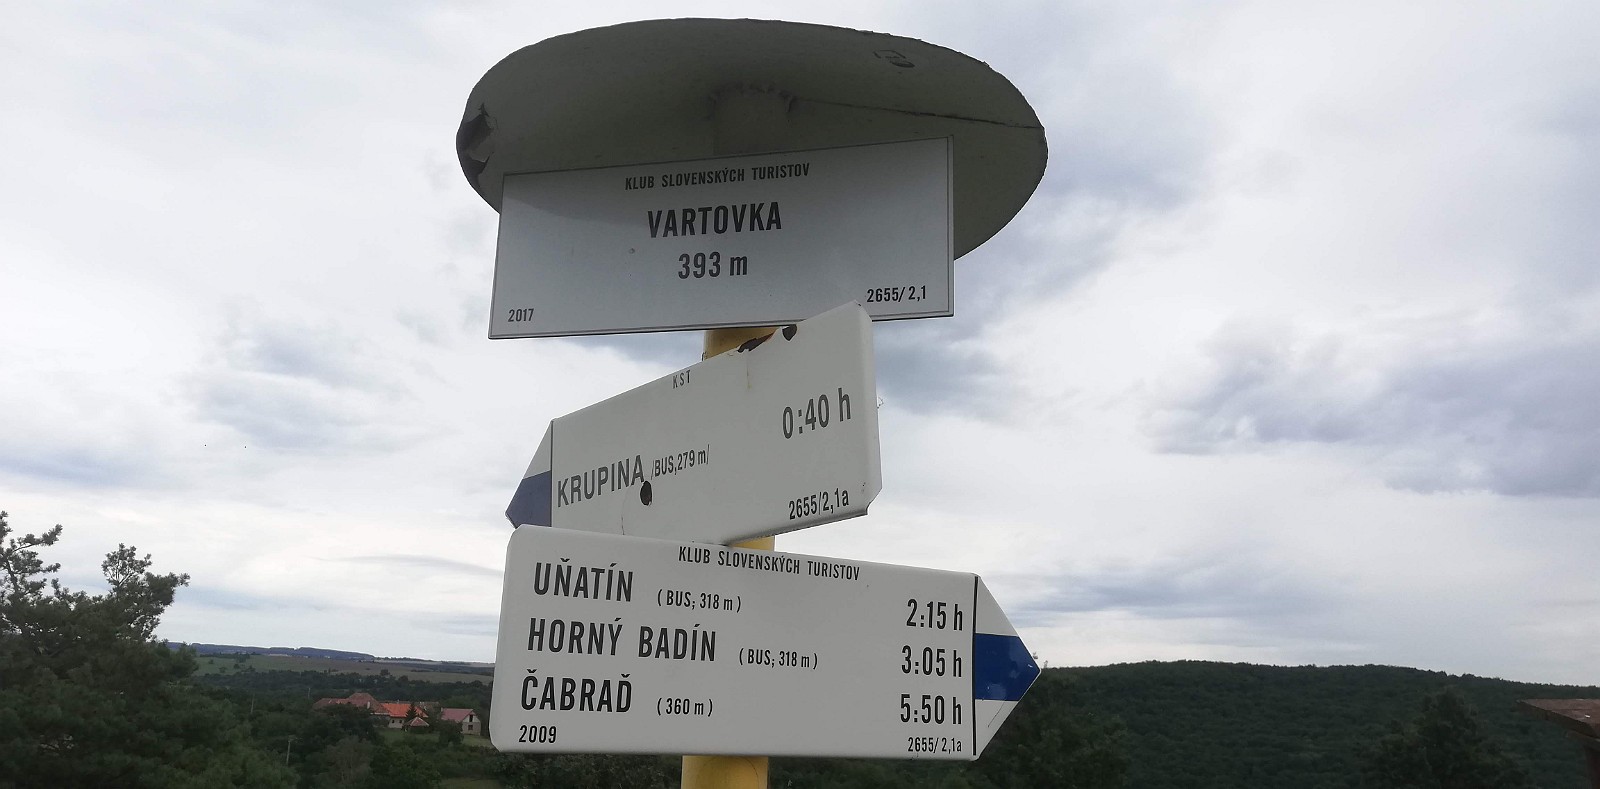 KLUB SLOVENSKÝCH TURISTOV
VARTOVKA
393 m
2017 2655/2,1
KST
0:40 h
KRUPINA /BUS,279 m/
2655/2,1a
KLUB SLOVENSKÝCH TURISTOV
UŇATÍN (BUS; 318 m) 2:15 h
HORNÝ BADÍN (BUS; 318 m) 3:05 h
ČABRAĎ (360 m) 5:50 h
2009 2655/2,1a